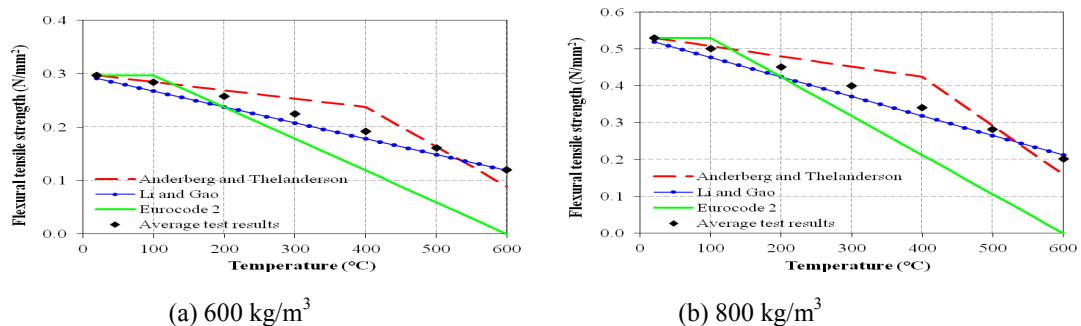 0.4
0.3
0.2
0.1
0.0
Flexural tensile strength (N/mm²)
Anderberg and Thelanderson
Li and Gao
Eurocode 2
Average test results
0 100 200 300 400 500 600
Temperature (°C)
(a) 600 kg/m³
0.6
0.5
0.4
0.3
0.2
0.1
0.0
Flexural tensile strength (N/mm²)
Anderberg and Thelanderson
Li and Gao
Eurocode 2
Average test results
0 100 200 300 400 500 600
Temperature (°C)
(b) 800 kg/m³